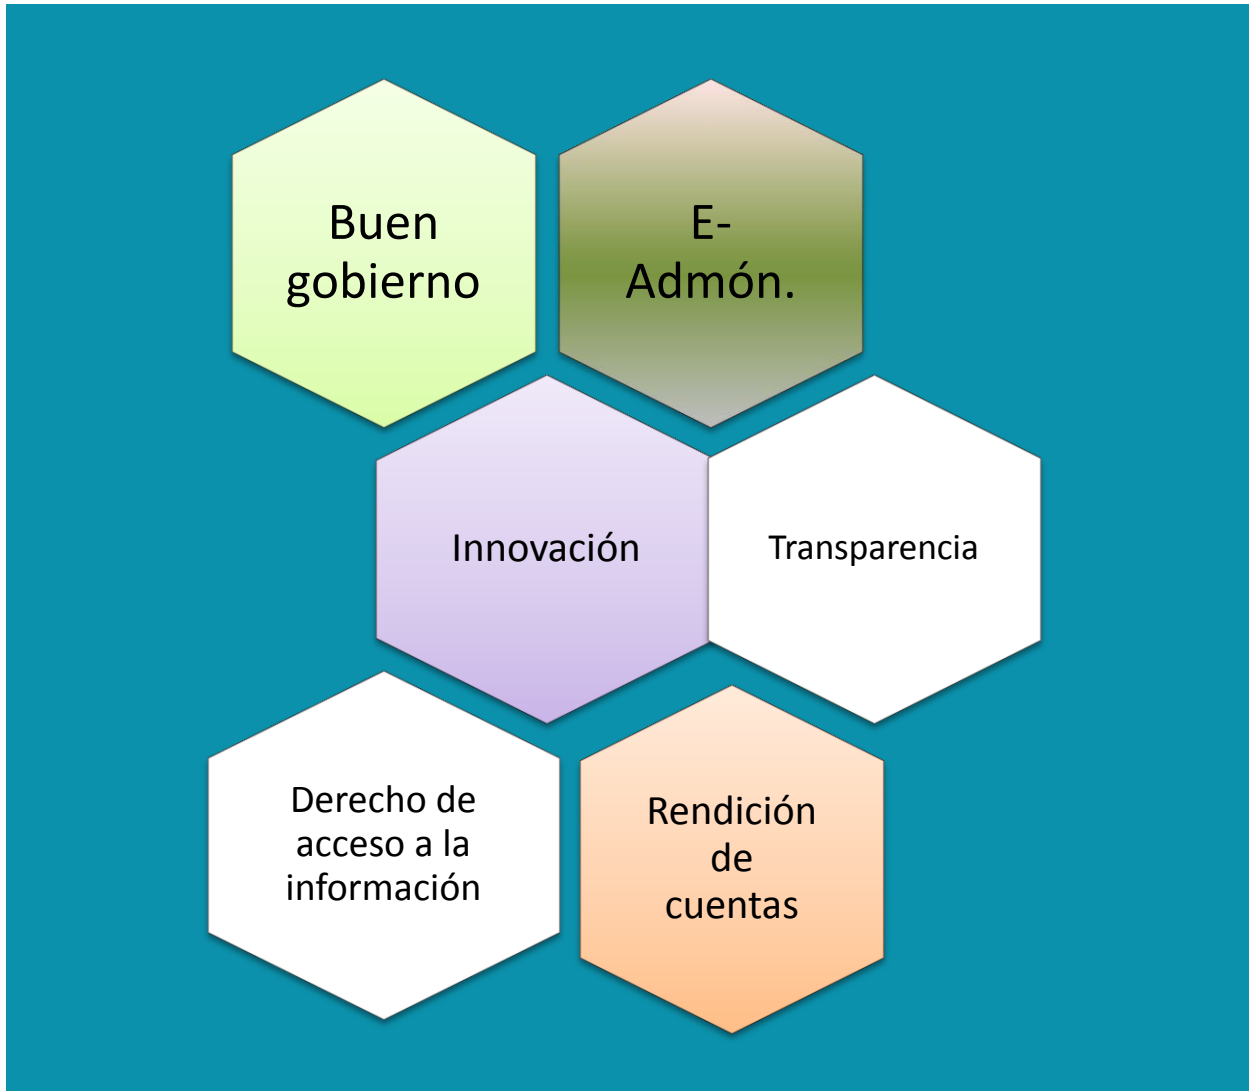 Buen
gobierno
E-
Admón.
Innovación
Transparencia
Derecho de
acceso a la
información
Rendición
de
cuentas